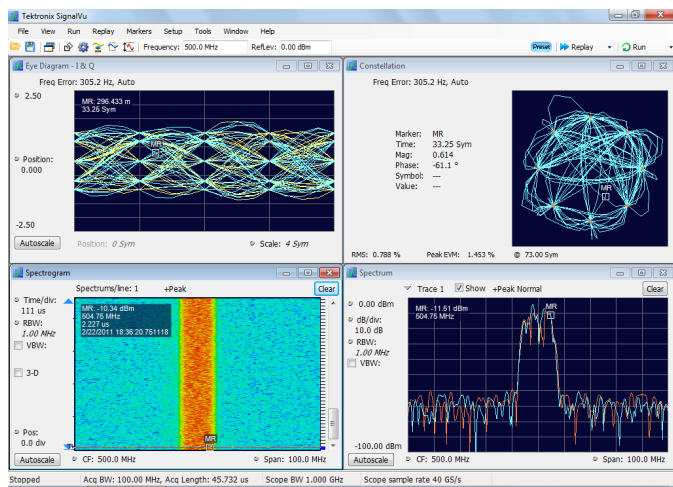 Tektronix SignalVu
File View Run Replay Markers Setup Tools Window Help
Frequency: 500.0 MHz RefLev: 0.00 dBm Preset Replay Run
Eye Diagram - I & Q
Freq Error: 305.2 Hz, Auto
2.50
MR: 296.433 m
33.25 Sym
MR
Position:
0.000
-2.50
Autoscale Position: 0 Sym Scale: 4 Sym
Constellation
Freq Error: 305.2 Hz, Auto
Marker: MR
Time: 33.25 Sym
Mag: 0.614
Phase: -61.1 °
Symbol: ---
Value: ---
MR
RMS: 0.788 % Peak EVM: 1.453 % @ 73.00 Sym
Spectrogram
Spectrums/line: 1 +Peak Clear
Time/div:
111 us
RBW:
1.00 MHz
VBW:
3-D
Pos:
0.0 div
MR: -10.34 dBm
504.75 MHz
2.227 us
2/22/2011 18:36:20.751118
MR
Autoscale CF: 500.0 MHz Span: 100.0 MHz
Spectrum
Trace 1 Show +Peak Normal Clear
0.00 dBm
dB/div:
10.0 dB
RBW:
1.00 MHz
VBW:
-100.00 dBm
MR: -11.51 dBm
504.75 MHz
MR
Autoscale CF: 500.0 MHz Span: 100.0 MHz
Stopped Acq BW: 100.00 MHz, Acq Length: 45.732 us Scope BW 1.000 GHz Scope sample rate 40 GS/s